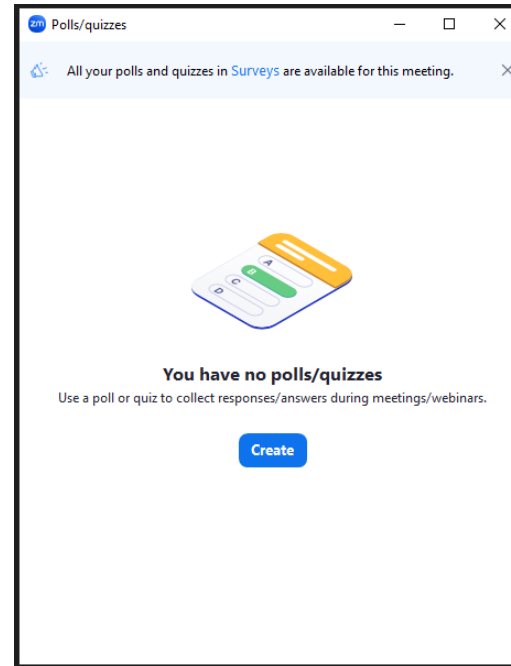 zm Polls/quizzes
All your polls and quizzes in Surveys are available for this meeting.
A
B
C
D
You have no polls/quizzes
Use a poll or quiz to collect responses/answers during meetings/webinars.
Create